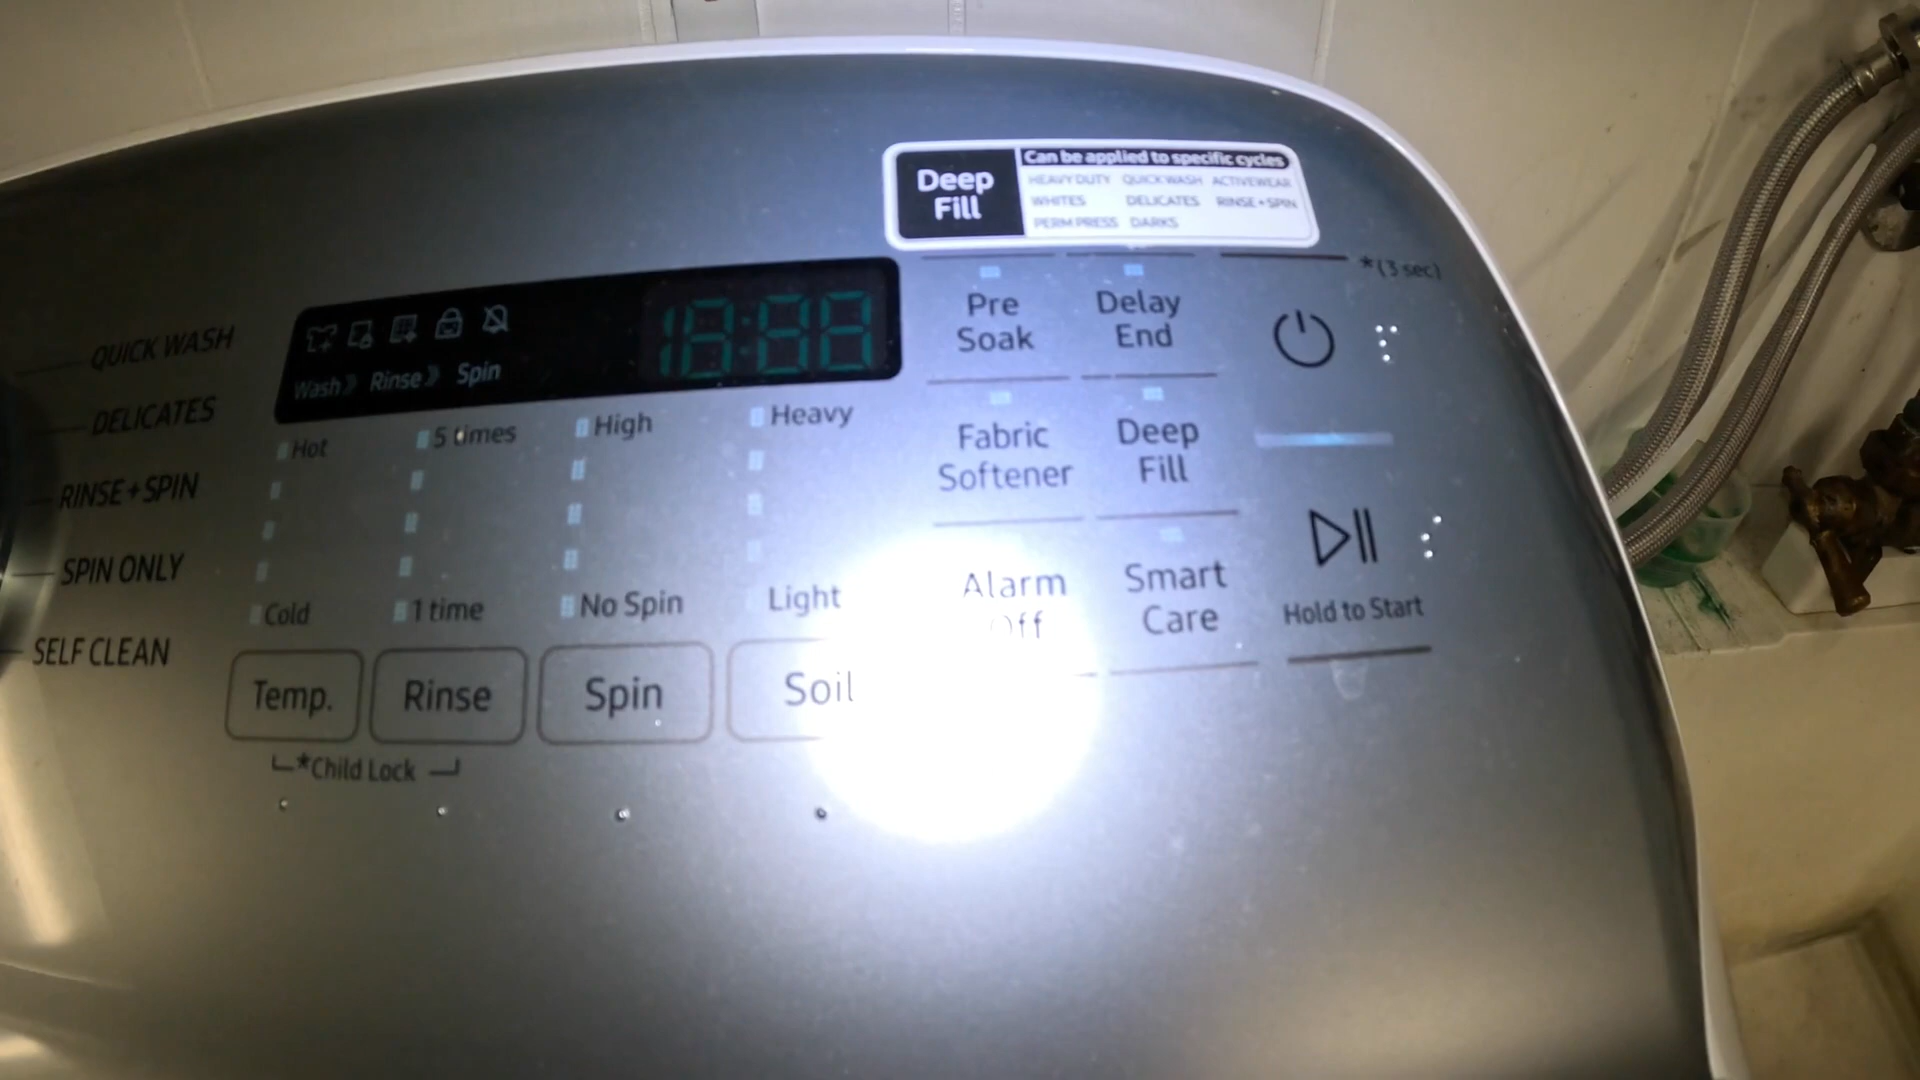 Deep
Fill
Can be applied to specific cycles
HEAVY DUTY QUICK WASH ACTIVEWEAR
WHITES DELICATES RINSE+SPIN
PERM PRESS DARKS
*(3 sec)
QUICK WASH
DELICATES
RINSE+SPIN
SPIN ONLY
SELF CLEAN
18:88
Wash Rinse Spin
Hot
5 times
High
Heavy
Cold
1 time
No Spin
Light
Temp.
Rinse
Spin
Soil
*Child Lock
Pre
Soak
Delay
End
Fabric
Softener
Deep
Fill
Alarm
Off
Smart
Care
Hold to Start